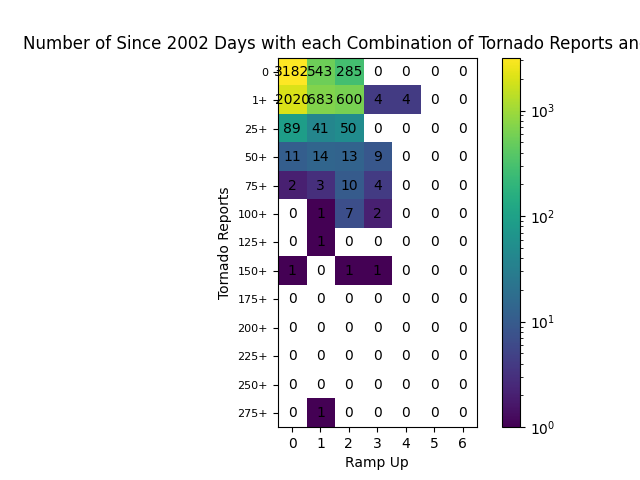 Number of Since 2002 Days with each Combination of Tornado Reports an
0 3182 543 285 0 0 0 0
1+ 2020 683 600 4 4 0 0
25+ 89 41 50 0 0 0 0
50+ 11 14 13 9 0 0 0
75+ 2 3 10 4 0 0 0
100+ 0 1 7 2 0 0 0
125+ 0 1 0 0 0 0 0
150+ 1 0 1 1 0 0 0
175+ 0 0 0 0 0 0 0
200+ 0 0 0 0 0 0 0
225+ 0 0 0 0 0 0 0
250+ 0 0 0 0 0 0 0
275+ 0 1 0 0 0 0 0
0 1 2 3 4 5 6
Ramp Up
Tornado Reports
10³
10²
10¹
10⁰